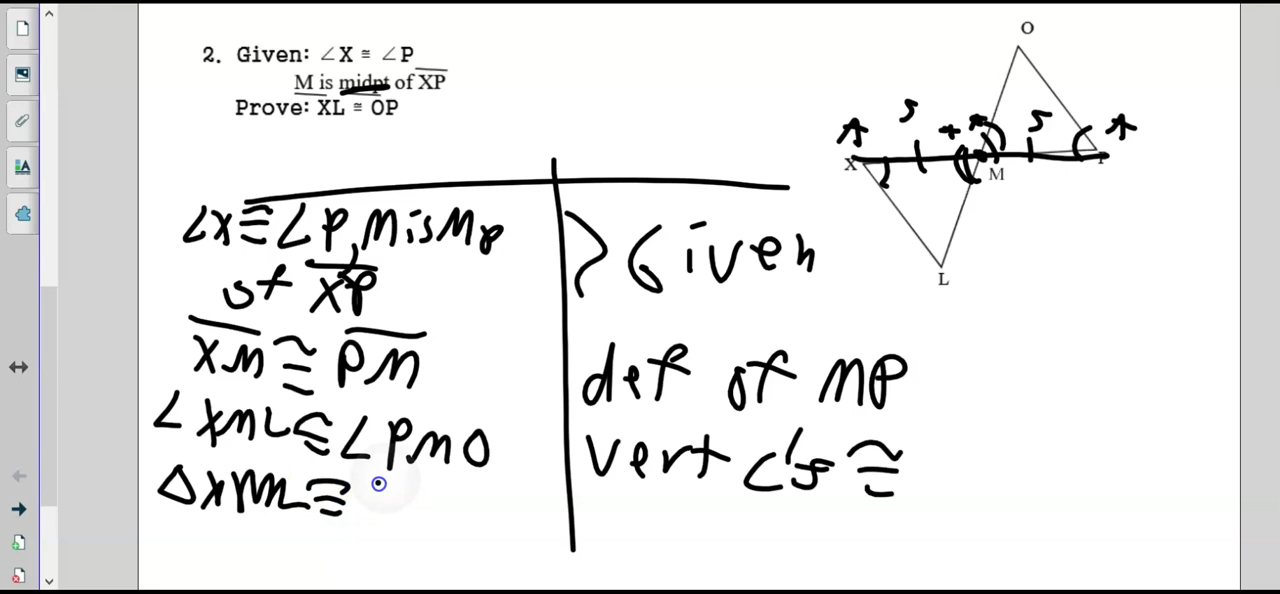 2. Given: ∠X ≅ ∠P
M is midpt of XP
Prove: XL ≅ OP
O
A S A S A
X M
L
∠X ≅ ∠P, M is Mp } Given
of XP
XM ≅ PM def of MP
∠XML ≅ ∠PMO vert ∠'s ≅
△XML ≅